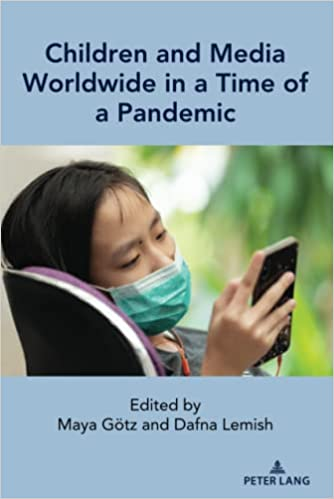 Children and Media
Worldwide in a Time of
a Pandemic
Edited by
Maya Götz and Dafna Lemish
PETER LANG